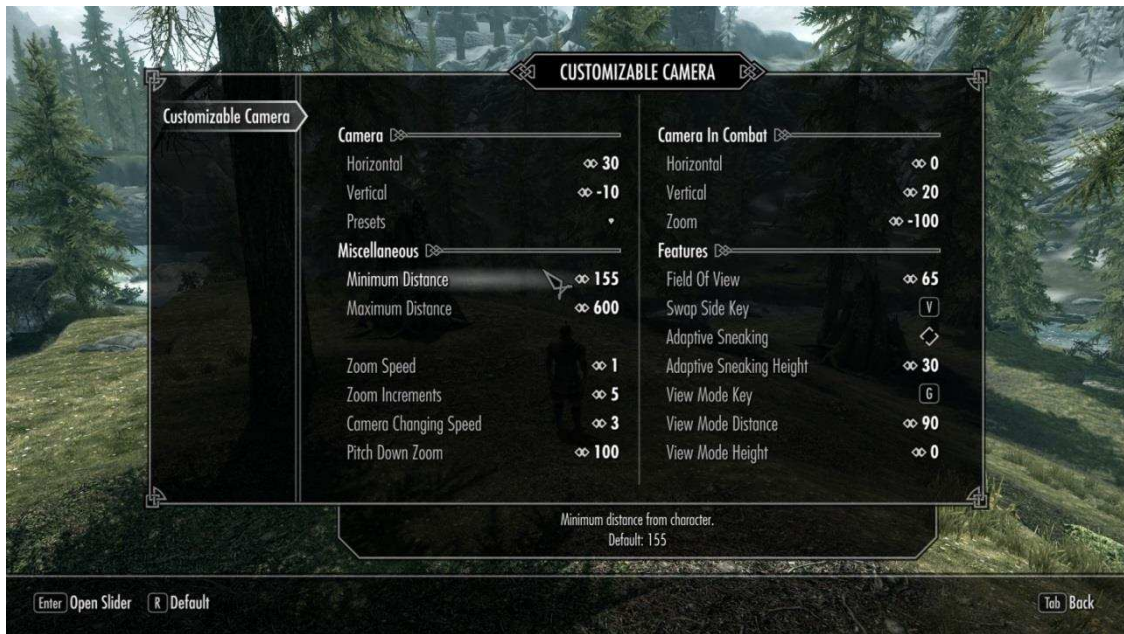 CUSTOMIZABLE CAMERA
Customizable Camera
Camera
Horizontal 30
Vertical -10
Presets
Miscellaneous
Minimum Distance 155
Maximum Distance 600
Zoom Speed 1
Zoom Increments 5
Camera Changing Speed 3
Pitch Down Zoom 100
Camera In Combat
Horizontal 0
Vertical 20
Zoom -100
Features
Field Of View 65
Swap Side Key V
Adaptive Sneaking
Adaptive Sneaking Height 30
View Mode Key G
View Mode Distance 90
View Mode Height 0
Minimum distance from character.
Default: 155
Enter Open Slider R Default
Tab Back